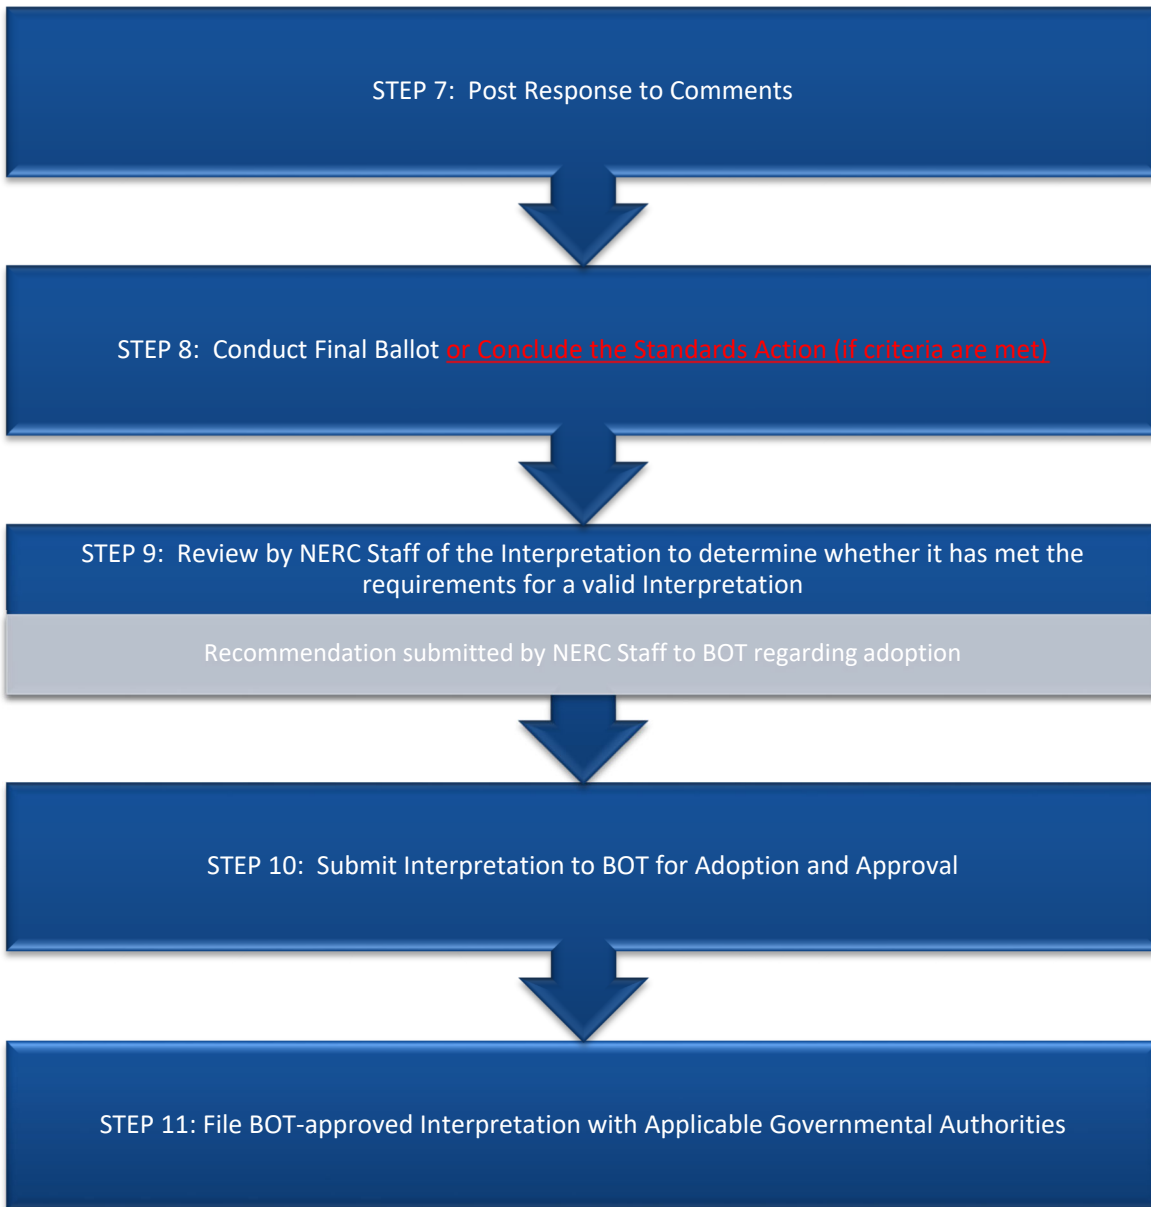 STEP 7:  Post Response to Comments
STEP 8:  Conduct Final Ballot or Conclude the Standards Action (if criteria are met)
STEP 9:  Review by NERC Staff of the Interpretation to determine whether it has met the
requirements for a valid Interpretation
Recommendation submitted by NERC Staff to BOT regarding adoption
STEP 10:  Submit Interpretation to BOT for Adoption and Approval
STEP 11: File BOT-approved Interpretation with Applicable Governmental Authorities